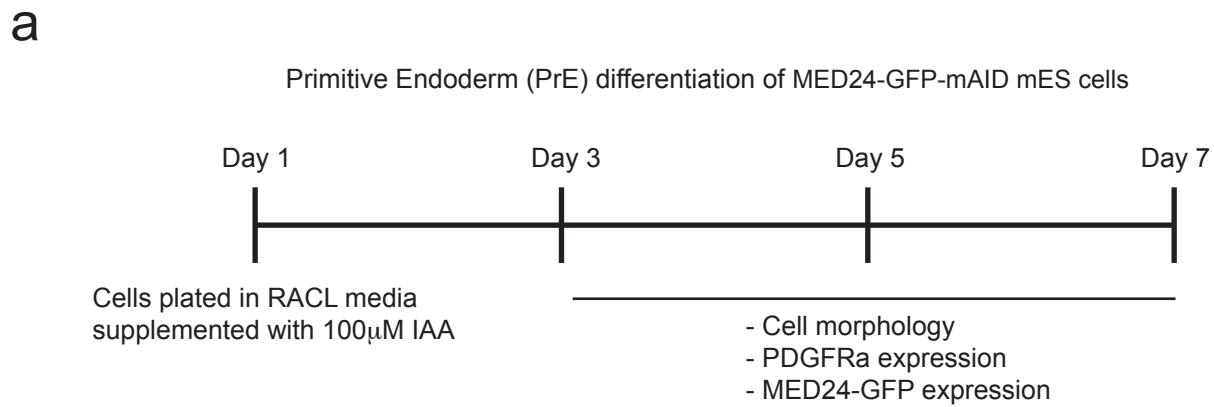 a
Primitive Endoderm (PrE) differentiation of MED24-GFP-mAID mES cells
Day 1
Day 3
Day 5
Day 7
Cells plated in RACL media
supplemented with 100μM IAA
- Cell morphology
- PDGFRa expression
- MED24-GFP expression